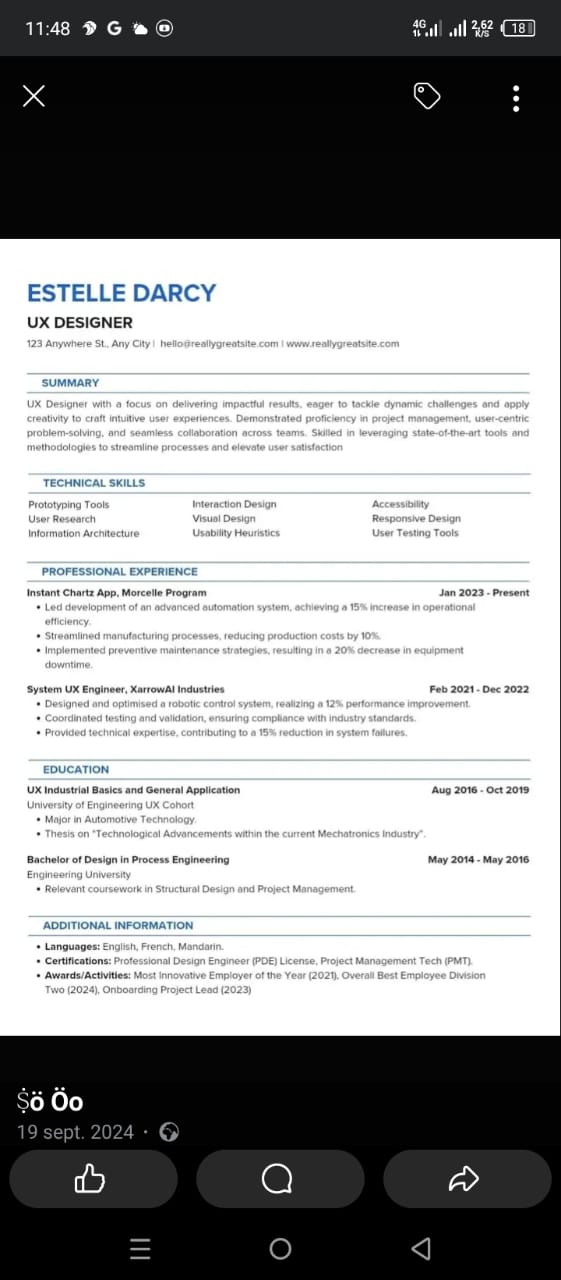 11:48 G 4G 2,62 K/S 18
ESTELLE DARCY
UX DESIGNER
123 Anywhere St., Any City | hello@reallygreatsite.com | www.reallygreatsite.com
SUMMARY
UX Designer with a focus on delivering impactful results, eager to tackle dynamic challenges and apply
creativity to craft intuitive user experiences. Demonstrated proficiency in project management, user-centric
problem-solving, and seamless collaboration across teams. Skilled in leveraging state-of-the-art tools and
methodologies to streamline processes and elevate user satisfaction
TECHNICAL SKILLS
Prototyping Tools Interaction Design Accessibility
User Research Visual Design Responsive Design
Information Architecture Usability Heuristics User Testing Tools
PROFESSIONAL EXPERIENCE
Instant Chartz App, Morcelle Program Jan 2023 - Present
• Led development of an advanced automation system, achieving a 15% increase in operational
efficiency.
• Streamlined manufacturing processes, reducing production costs by 10%.
• Implemented preventive maintenance strategies, resulting in a 20% decrease in equipment
downtime.
System UX Engineer, XarrowAI Industries Feb 2021 - Dec 2022
• Designed and optimised a robotic control system, realizing a 12% performance improvement.
• Coordinated testing and validation, ensuring compliance with industry standards.
• Provided technical expertise, contributing to a 15% reduction in system failures.
EDUCATION
UX Industrial Basics and General Application Aug 2016 - Oct 2019
University of Engineering UX Cohort
• Major in Automotive Technology.
• Thesis on "Technological Advancements within the current Mechatronics Industry".
Bachelor of Design in Process Engineering May 2014 - May 2016
Engineering University
• Relevant coursework in Structural Design and Project Management.
ADDITIONAL INFORMATION
• Languages: English, French, Mandarin.
• Certifications: Professional Design Engineer (PDE) License, Project Management Tech (PMT).
• Awards/Activities: Most Innovative Employer of the Year (2021), Overall Best Employee Division
Two (2024), Onboarding Project Lead (2023)
Ṩö Öo
19 sept. 2024 ·